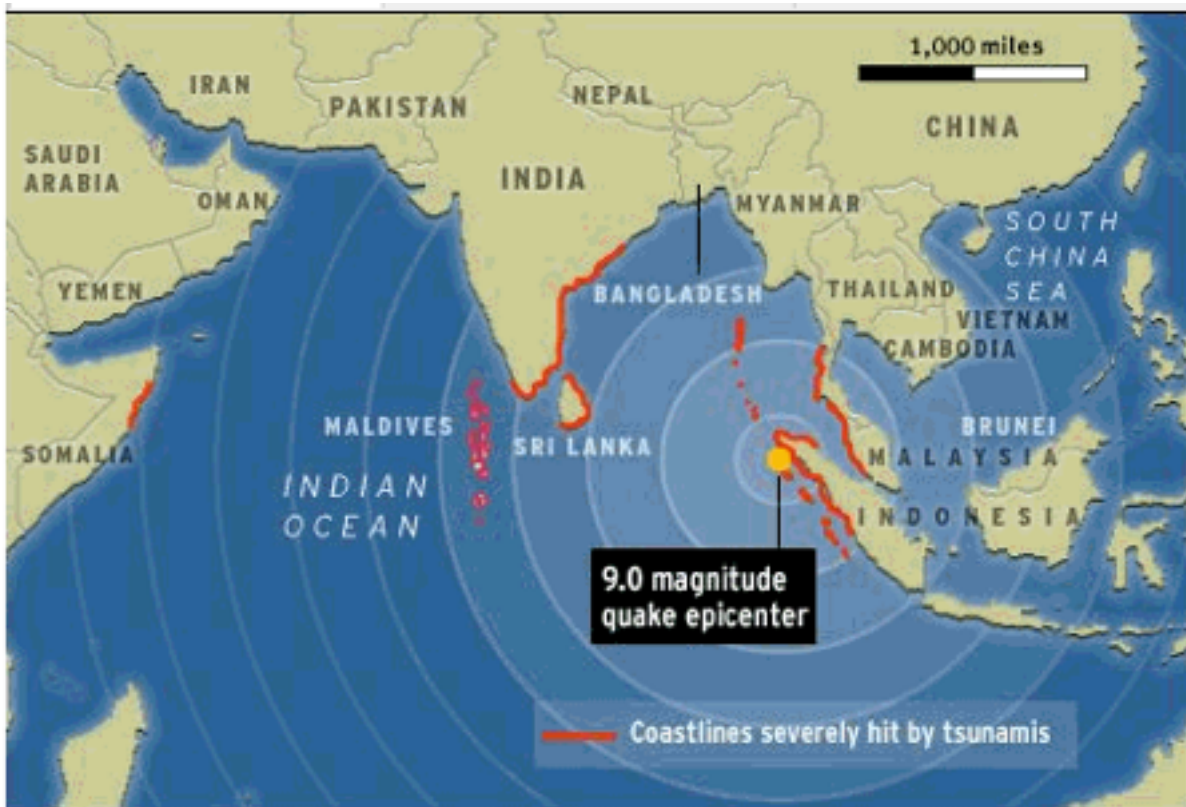 1,000 miles
IRAN
PAKISTAN
NEPAL
CHINA
SAUDI
ARABIA
OMAN
INDIA
MYANMAR
SOUTH
CHINA
SEA
YEMEN
BANGLADESH
THAILAND
VIETNAM
CAMBODIA
SOMALIA
MALDIVES
SRI LANKA
BRUNEI
MALAYSIA
INDIAN
OCEAN
INDONESIA
9.0 magnitude
quake epicenter
Coastlines severely hit by tsunamis